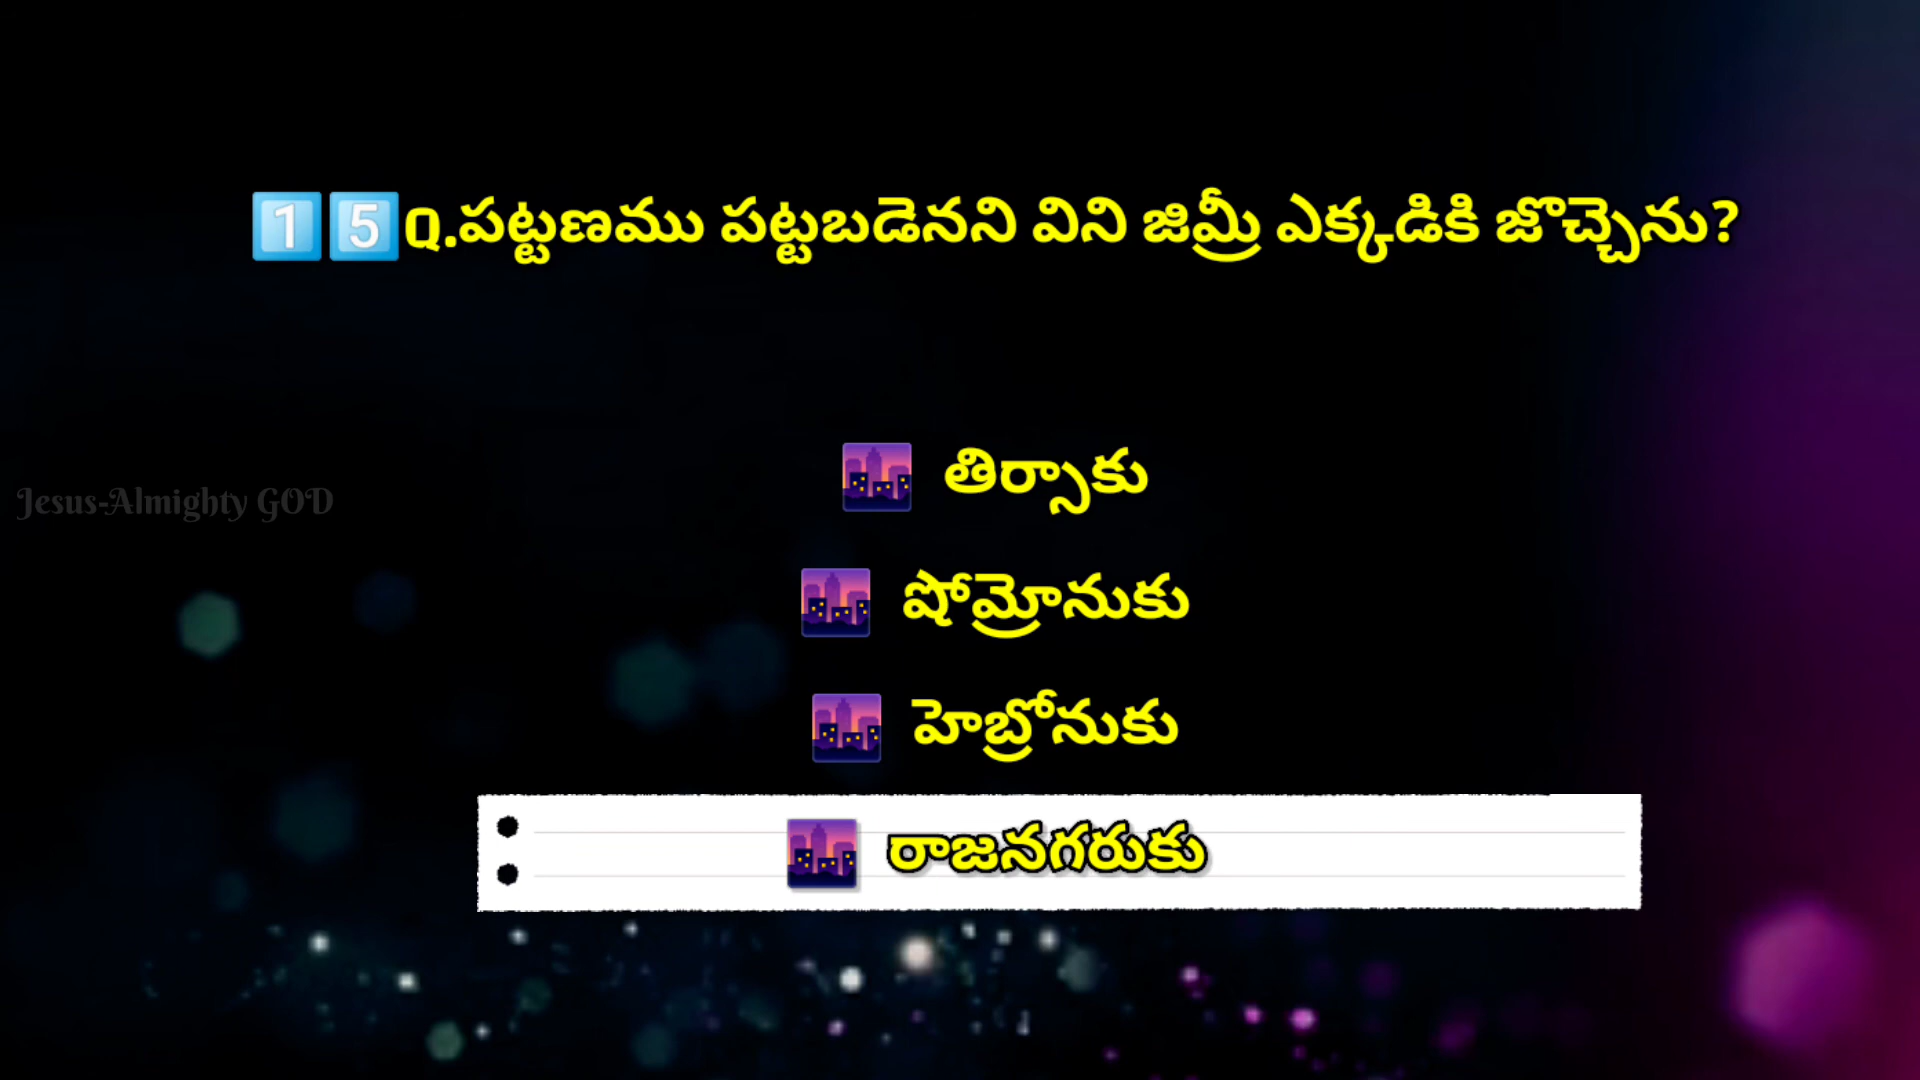 1️⃣5️⃣Q.పట్టణము పట్టబడెనని విని జిమ్రీ ఎక్కడికి జొచ్చెను?
🌆 తిర్సాకు
Jesus-Almighty GOD
🌆 షోమ్రోనుకు
🌆 హెబ్రోనుకు
🌆 రాజనగరుకు